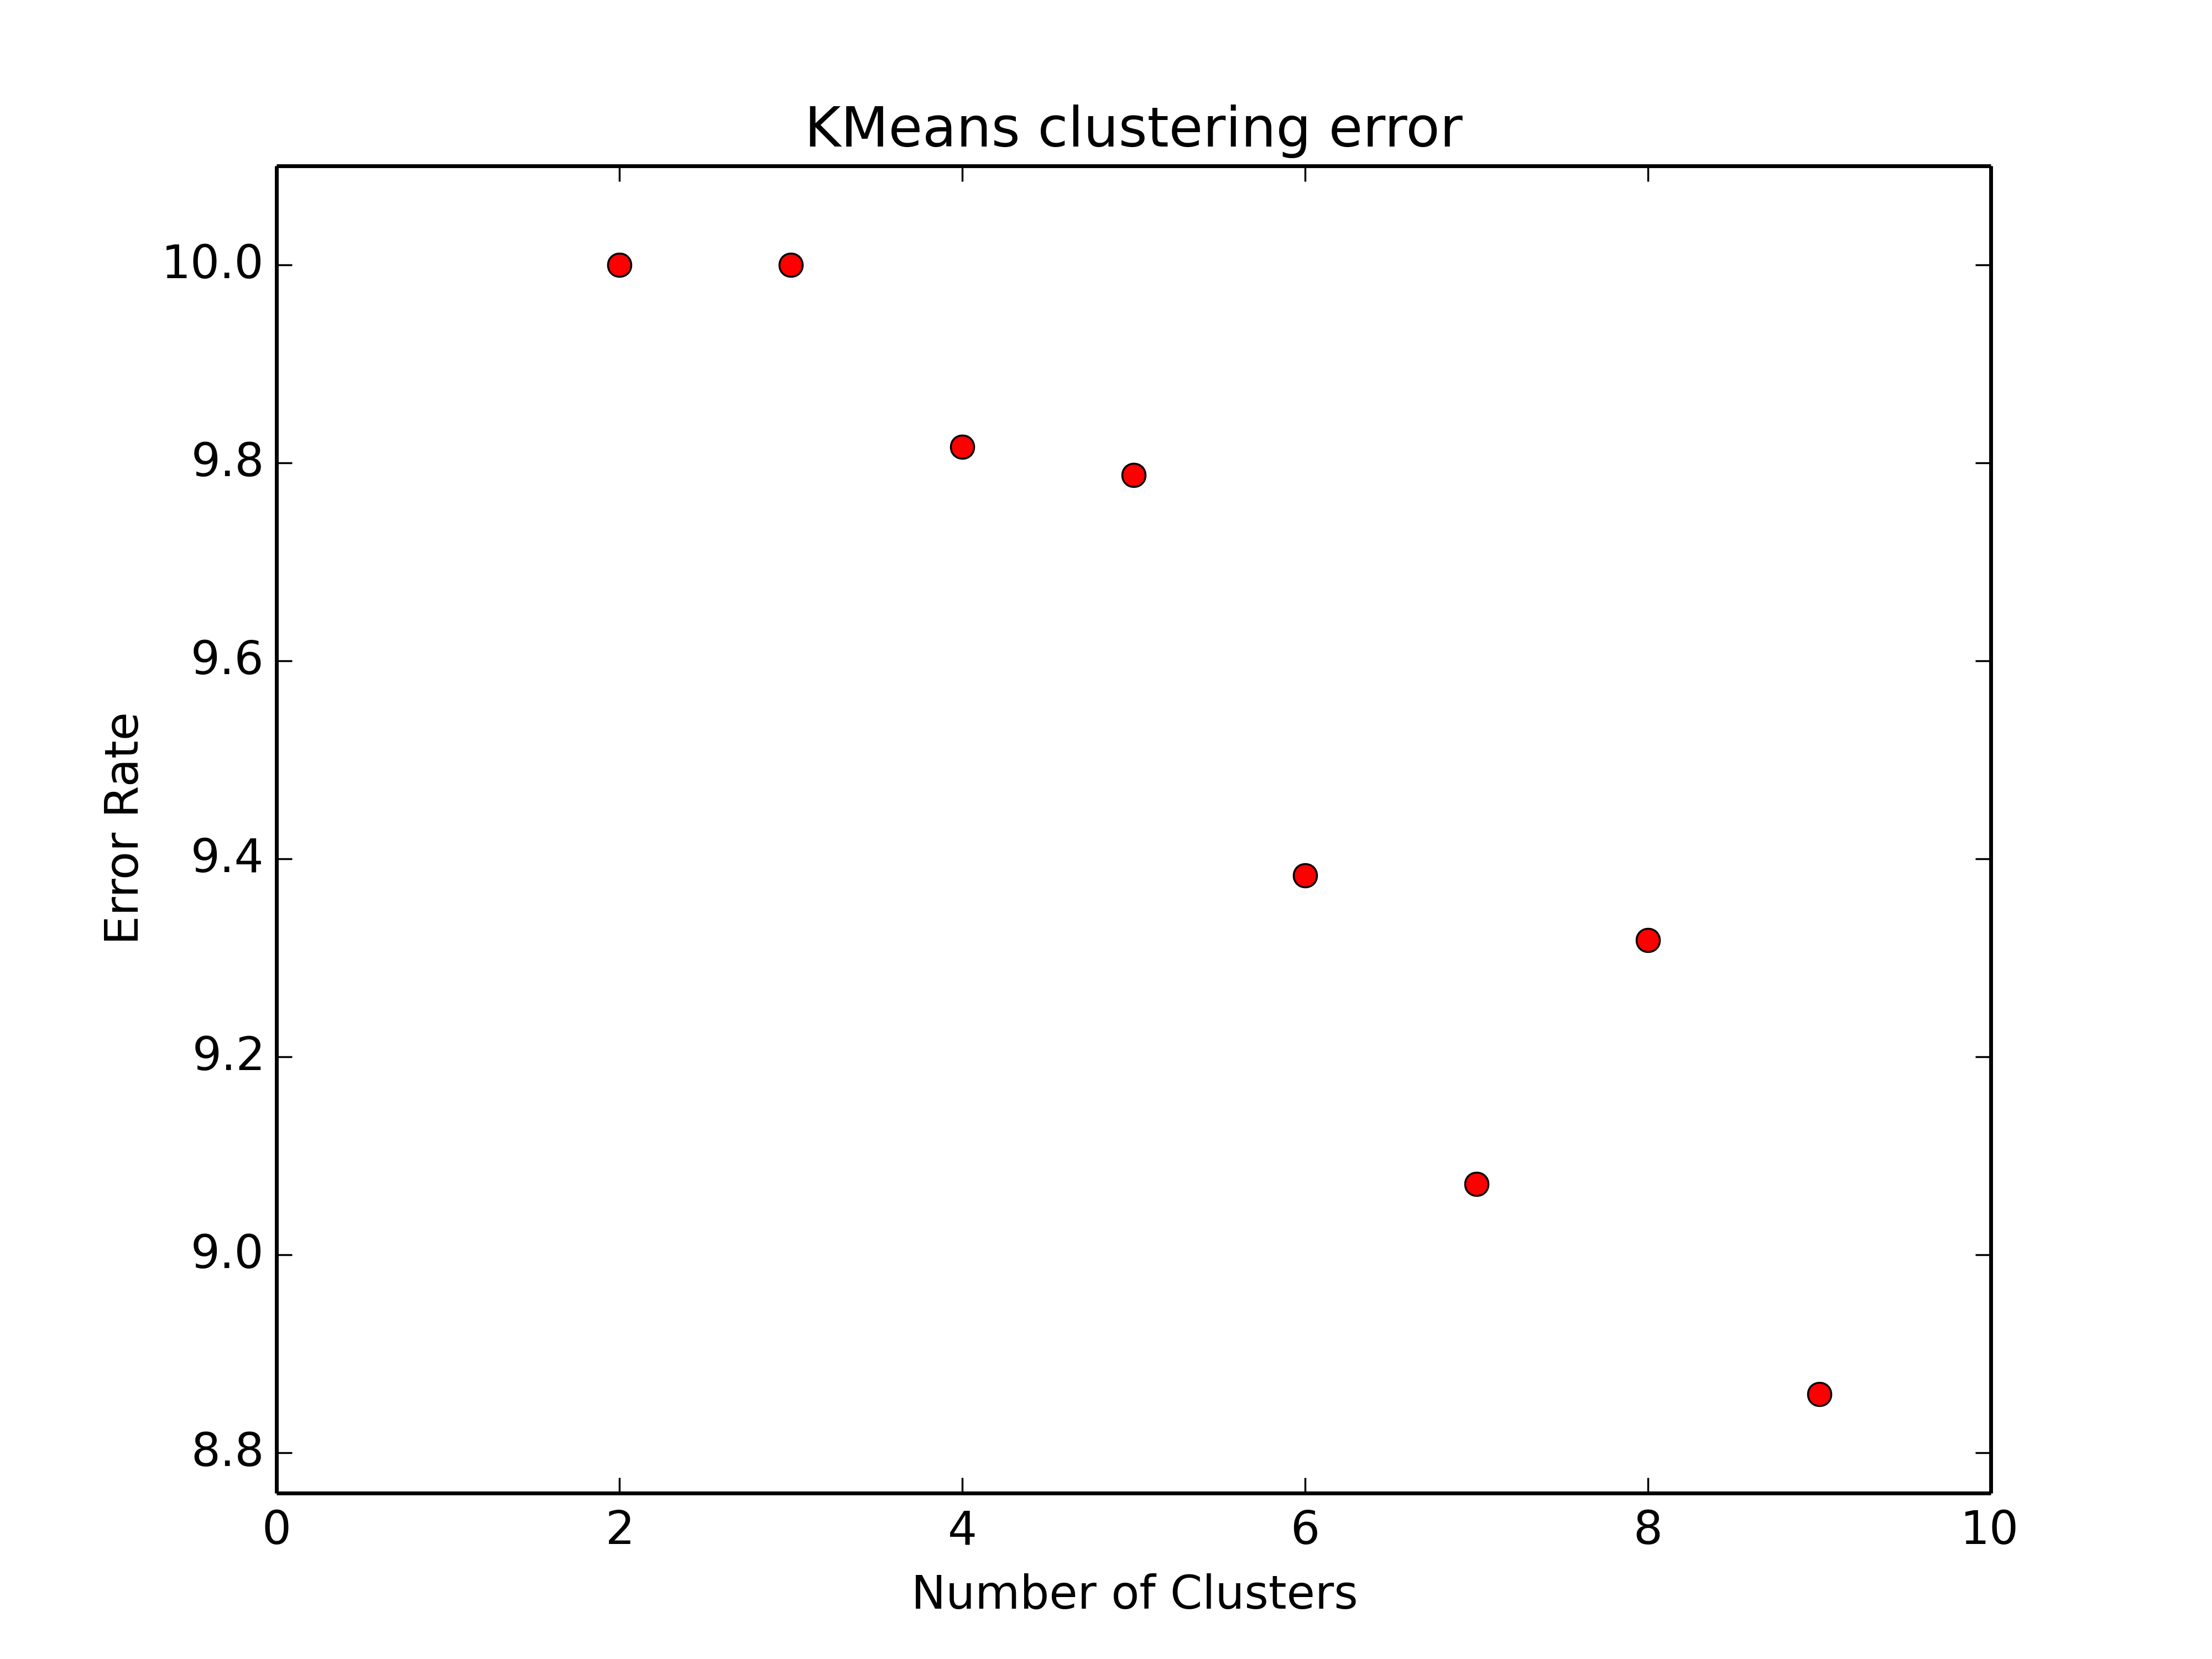 KMeans clustering error
10.0
9.8
9.6
9.4
9.2
9.0
8.8
Error Rate
0 2 4 6 8 10
Number of Clusters